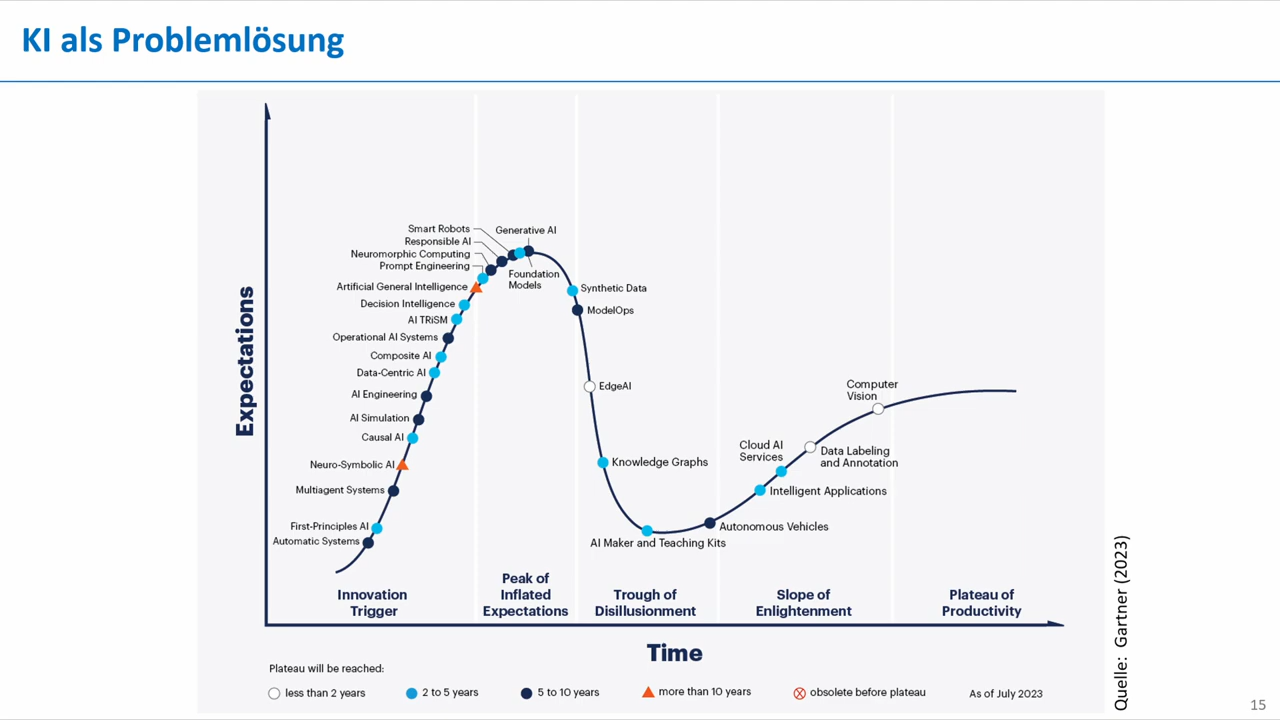 KI als Problemlösung
Expectations
Smart Robots
Generative AI
Responsible AI
Neuromorphic Computing
Prompt Engineering
Foundation
Models
Artificial General Intelligence
Synthetic Data
Decision Intelligence
ModelOps
AI TRiSM
Operational AI Systems
Composite AI
Data-Centric AI
EdgeAI
Computer
Vision
AI Engineering
AI Simulation
Causal AI
Cloud AI
Services
Data Labeling
and Annotation
Neuro-Symbolic AI
Knowledge Graphs
Multiagent Systems
Intelligent Applications
First-Principles AI
Autonomous Vehicles
Automatic Systems
AI Maker and Teaching Kits
Innovation
Trigger
Peak of
Inflated
Expectations
Trough of
Disillusionment
Slope of
Enlightenment
Plateau of
Productivity
Time
Plateau will be reached:
less than 2 years
2 to 5 years
5 to 10 years
more than 10 years
obsolete before plateau
As of July 2023
Quelle: Gartner (2023)
15